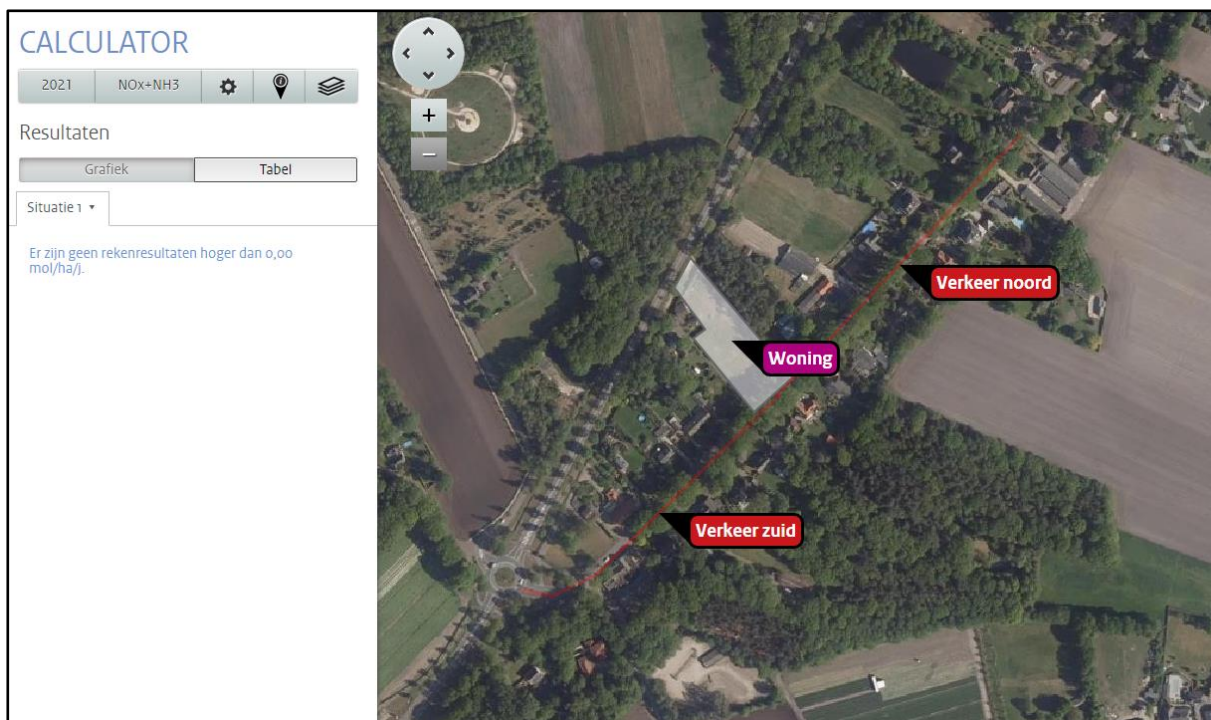 CALCULATOR
2021 NOx+NH3
Resultaten
Grafiek Tabel
Situatie 1
Er zijn geen rekenresultaten hoger dan 0,00
mol/ha/j.
+
−
Verkeer noord
Woning
Verkeer zuid